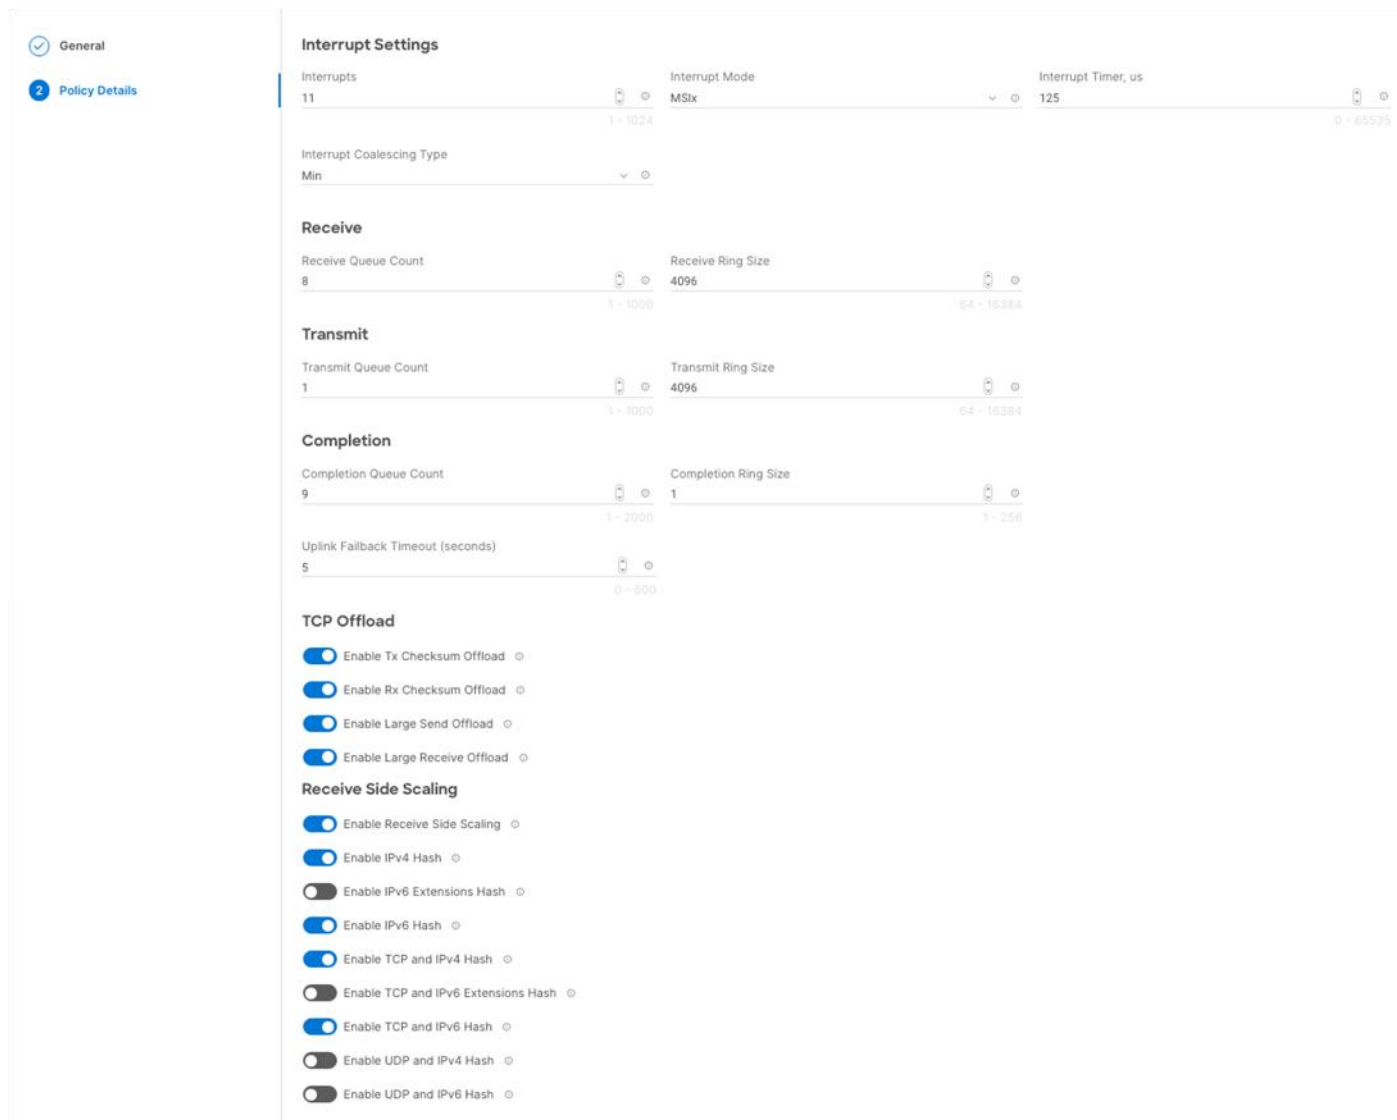 General
2 Policy Details
Interrupt Settings
Interrupts Interrupt Mode Interrupt Timer, us
11 MSIx 125
1 - 1024 0 - 65535
Interrupt Coalescing Type
Min
Receive
Receive Queue Count Receive Ring Size
8 4096
1 - 1000 64 - 16384
Transmit
Transmit Queue Count Transmit Ring Size
1 4096
1 - 1000 64 - 16384
Completion
Completion Queue Count Completion Ring Size
9 1
1 - 2000 1 - 256
Uplink Failback Timeout (seconds)
5
0 - 600
TCP Offload
Enable Tx Checksum Offload
Enable Rx Checksum Offload
Enable Large Send Offload
Enable Large Receive Offload
Receive Side Scaling
Enable Receive Side Scaling
Enable IPv4 Hash
Enable IPv6 Extensions Hash
Enable IPv6 Hash
Enable TCP and IPv4 Hash
Enable TCP and IPv6 Extensions Hash
Enable TCP and IPv6 Hash
Enable UDP and IPv4 Hash
Enable UDP and IPv6 Hash